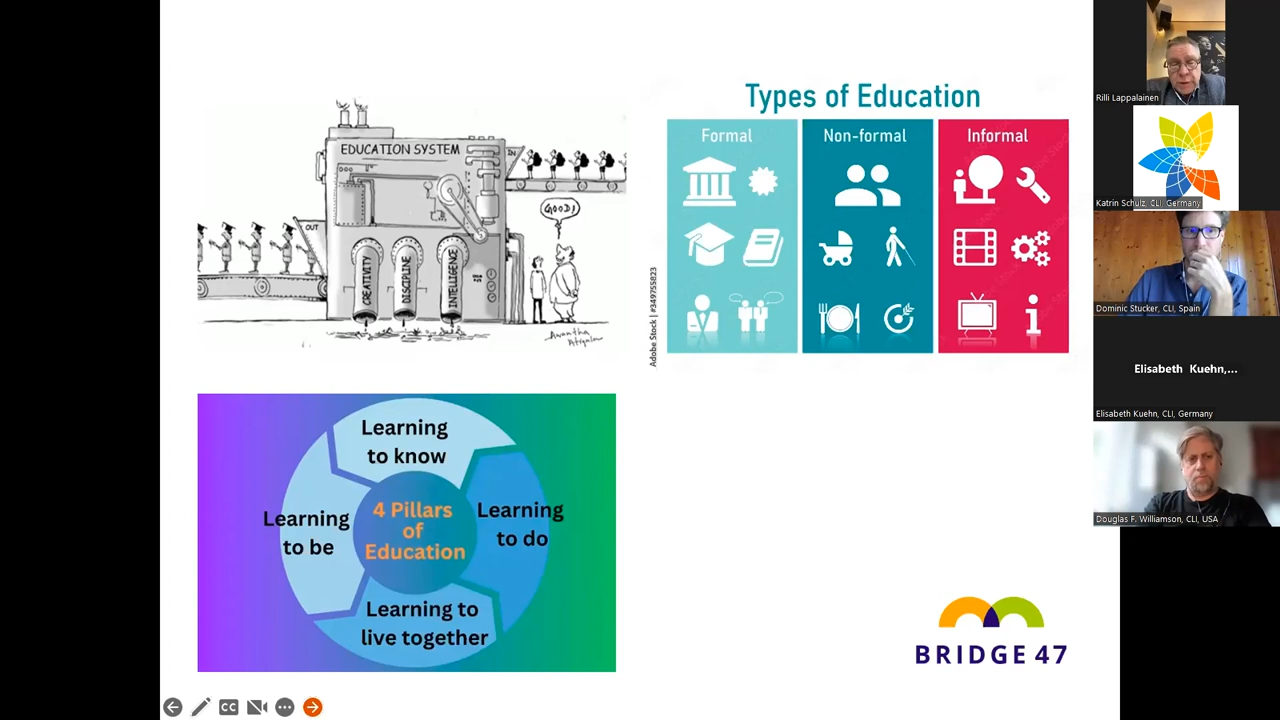 EDUCATION SYSTEM
IN
GOOD!
OUT
CREATIVITY
DISCIPLINE
INTELLIGENCE
Types of Education
Formal
Non-formal
Informal
Adobe Stock | #349755823
Learning
to know
Learning
to do
Learning to
live together
Learning
to be
4 Pillars
of
Education
BRIDGE 47
CC
Rilli Lappalainen
Katrin Schulz, CLI, Germany
Dominic Stucker, CLI, Spain
Elisabeth Kuehn,...
Elisabeth Kuehn, CLI, Germany
Douglas F. Williamson, CLI, USA